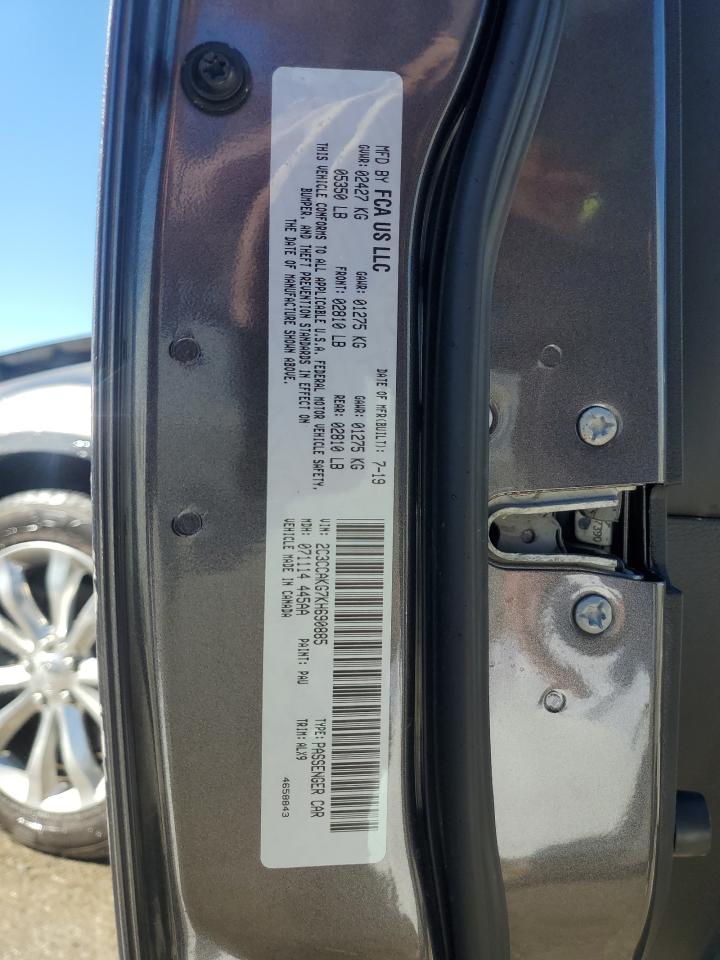 MFD BY FCA US LLC
DATE OF MFR(BUILT): 7-19
GVWR: 02427 KG
GAWR: 01275 KG
GAWR: 01275 KG
05350 LB
FRONT: 02810 LB
REAR: 02810 LB
THIS VEHICLE CONFORMS TO ALL APPLICABLE U.S.A. FEDERAL MOTOR VEHICLE SAFETY,
BUMPER, AND THEFT PREVENTION STANDARDS IN EFFECT ON
THE DATE OF MANUFACTURE SHOWN ABOVE.
VIN: 2C3CCAKG7KH690885
TYPE: PASSENGER CAR
MDH: 071114 445AA
PAINT: PAU
TRIM: ALX9
VEHICLE MADE IN CANADA
4658843